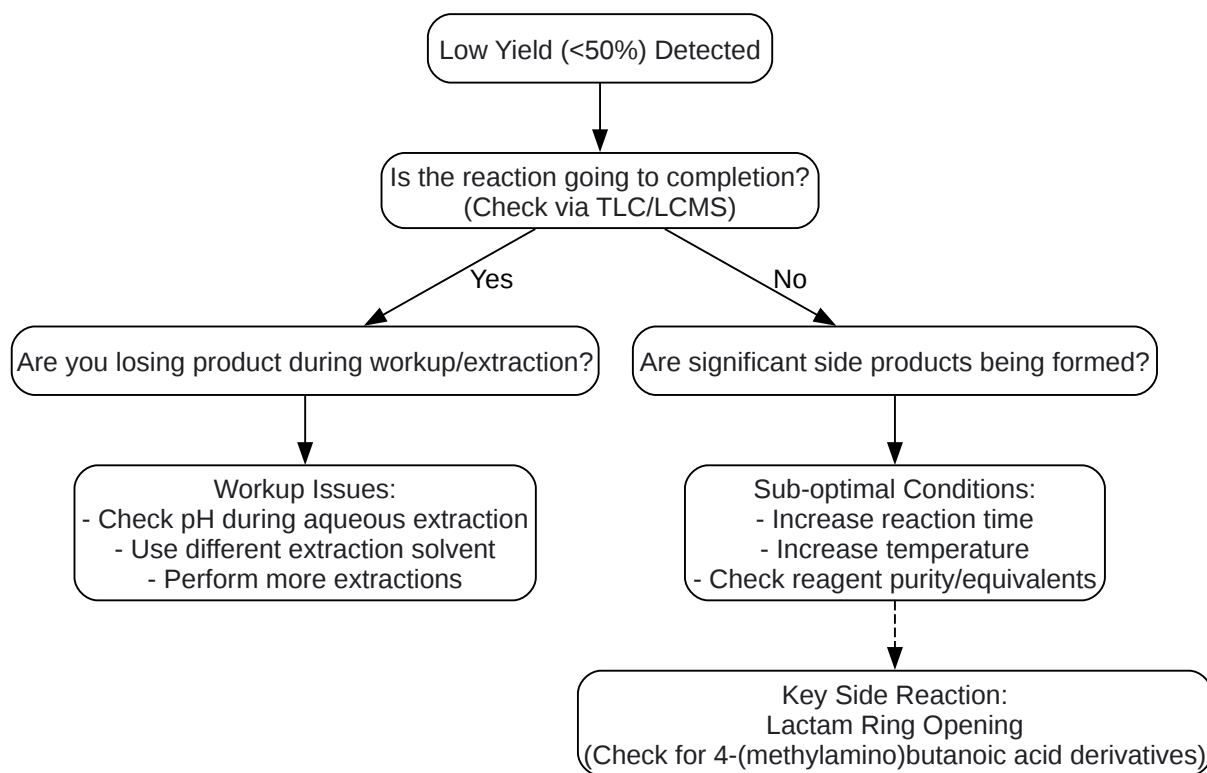 Low Yield (<50%) Detected
Is the reaction going to completion?
(Check via TLC/LCMS)
Yes
No
Are you losing product during workup/extraction?
Are significant side products being formed?
Workup Issues:
- Check pH during aqueous extraction
- Use different extraction solvent
- Perform more extractions
Sub-optimal Conditions:
- Increase reaction time
- Increase temperature
- Check reagent purity/equivalents
Key Side Reaction:
Lactam Ring Opening
(Check for 4-(methylamino)butanoic acid derivatives)